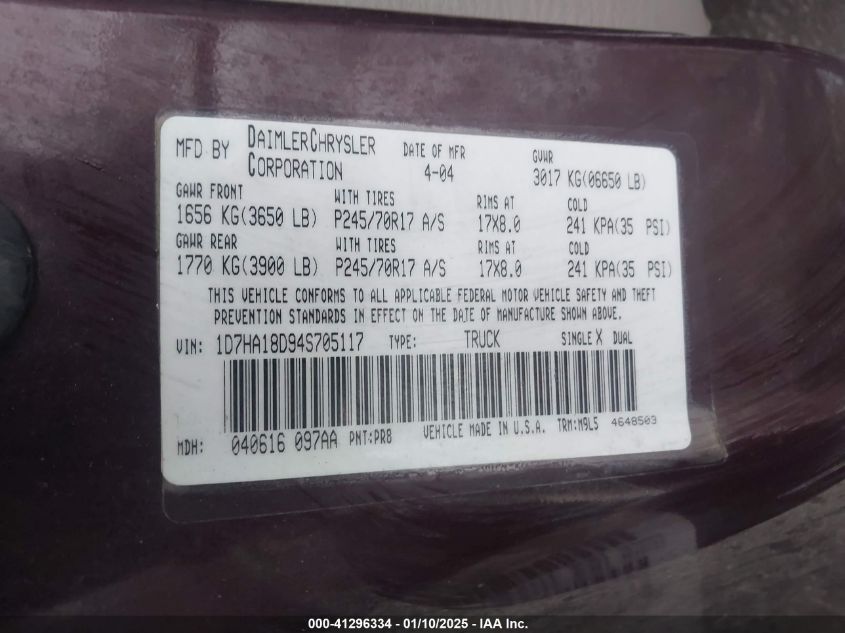 MFD BY DAIMLERCHRYSLER CORPORATION DATE OF MFR 4-04 GVWR 3017 KG(06650 LB)
GAWR FRONT WITH TIRES RIMS AT COLD
1656 KG(3650 LB) P245/70R17 A/S 17X8.0 241 KPA(35 PSI)
GAWR REAR WITH TIRES RIMS AT COLD
1770 KG(3900 LB) P245/70R17 A/S 17X8.0 241 KPA(35 PSI)
THIS VEHICLE CONFORMS TO ALL APPLICABLE FEDERAL MOTOR VEHICLE SAFETY AND THEFT
PREVENTION STANDARDS IN EFFECT ON THE DATE OF MANUFACTURE SHOWN ABOVE.
VIN: 1D7HA18D94S705117 TYPE: TRUCK SINGLE X DUAL
MDH: 040616 097AA PNT:PR8 VEHICLE MADE IN U.S.A. TRM:M9L5 4648503
000-41296334 - 01/10/2025 - IAA Inc.